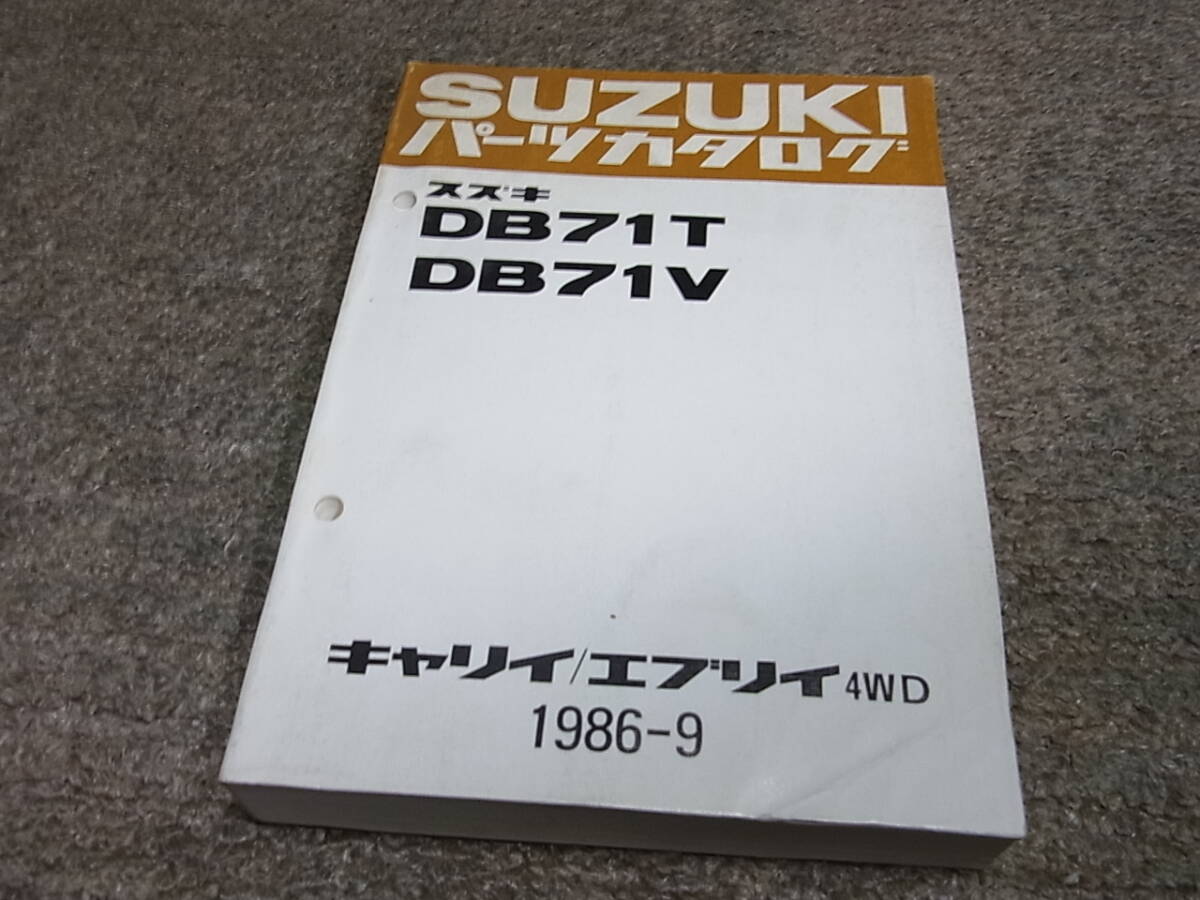 SUZUKI
パーツカタログ
スズキ
DB71T
DB71V
キャリイ/エブリイ 4WD
1986-9